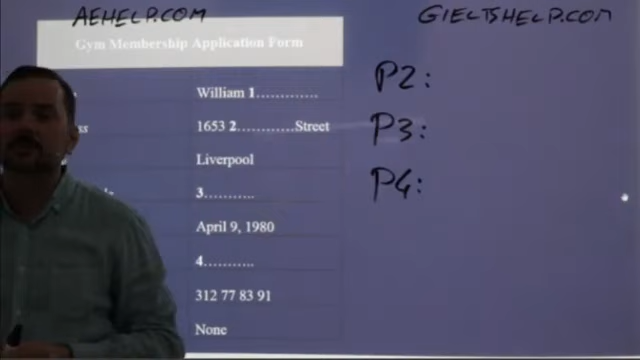 AEHELP.COM
GIELTSHELP.COM
Gym Membership Application Form
William 1..............
1653 2............Street
Liverpool
3..........
April 9, 1980
4..........
312 77 83 91
None
P2:
P3:
P4: